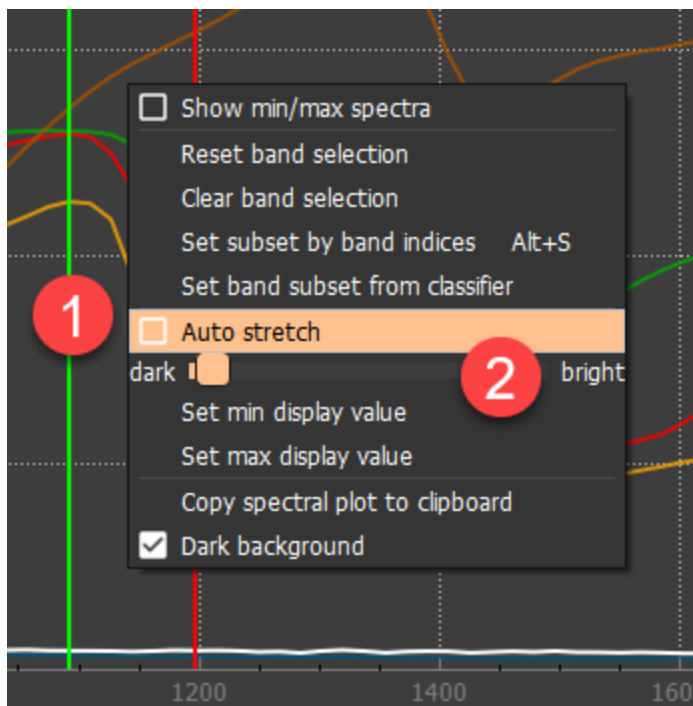 Show min/max spectra
Reset band selection
Clear band selection
Set subset by band indices Alt+S
Set band subset from classifier
1
Auto stretch
dark 2 bright
Set min display value
Set max display value
Copy spectral plot to clipboard
Dark background
1200 1400 160